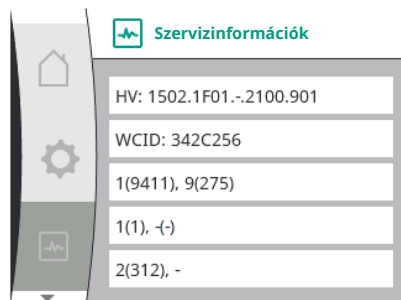 Szervizinformációk
HV: 1502.1F01.-.2100.901
WCID: 342C256
1(9411), 9(275)
1(1), -(-)
2(312), -